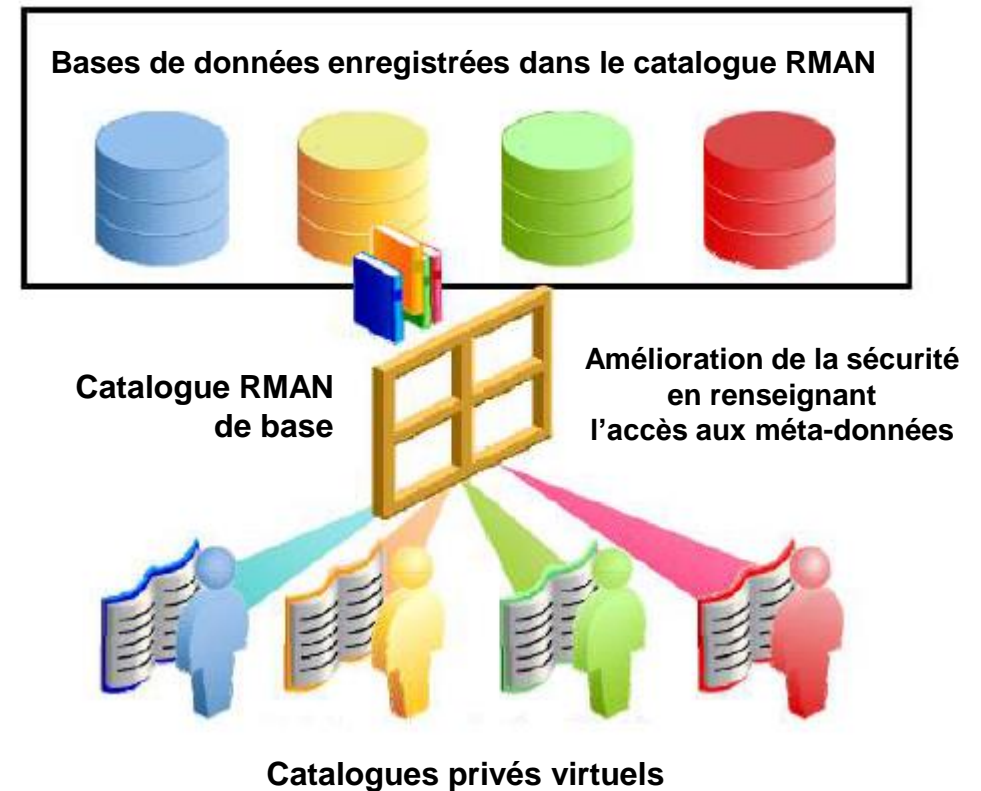 Bases de données enregistrées dans le catalogue RMAN
Catalogue RMAN
de base
Amélioration de la sécurité
en renseignant
l’accès aux méta-données
Catalogues privés virtuels